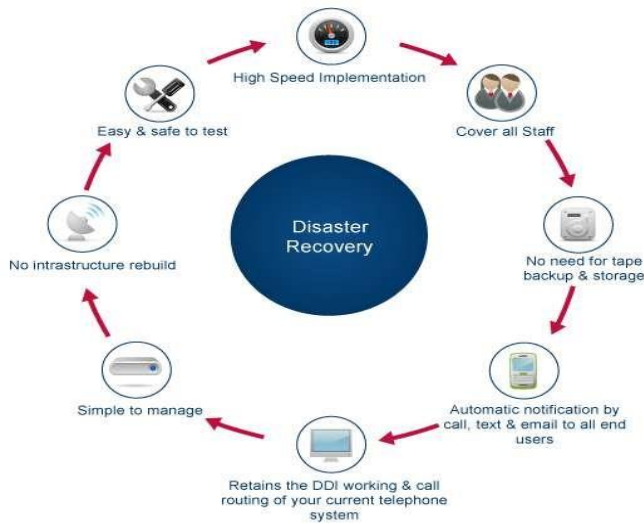 High Speed Implementation
Cover all Staff
No need for tape
backup & storage
Automatic notification by
call, text & email to all end
users
Retains the DDI working & call
routing of your current telephone
system
Simple to manage
No intrastructure rebuild
Easy & safe to test
Disaster
Recovery